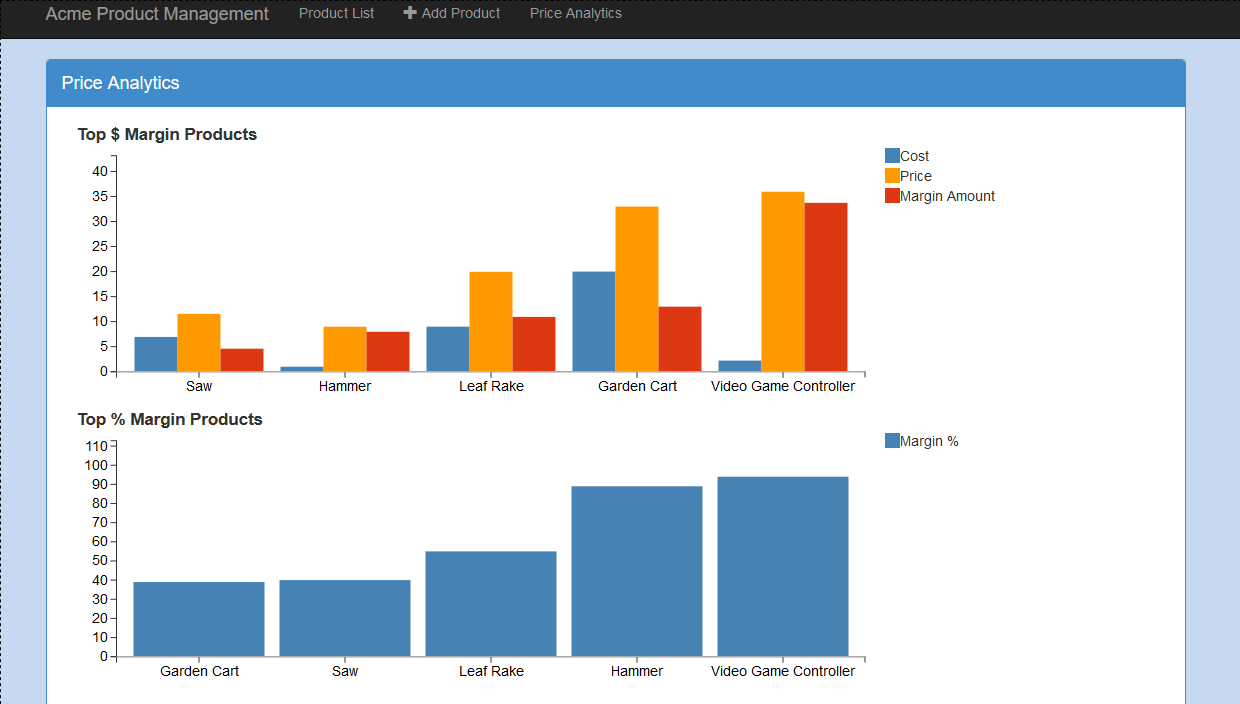 Acme Product Management Product List Add Product Price Analytics
Price Analytics
Top $ Margin Products
40
35
30
25
20
15
10
5
0
Saw Hammer Leaf Rake Garden Cart Video Game Controller
Cost
Price
Margin Amount
Top % Margin Products
110
100
90
80
70
60
50
40
30
20
10
0
Garden Cart Saw Leaf Rake Hammer Video Game Controller
Margin %